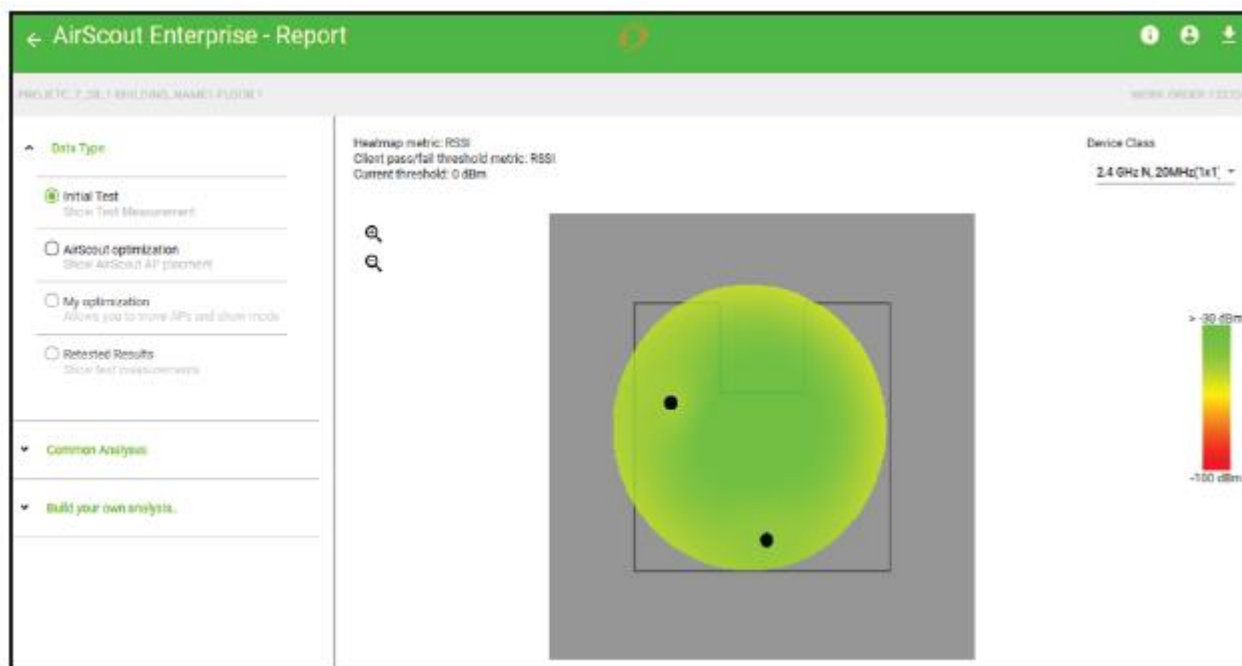 AirScout Enterprise - Report
Data Type
Initial Test
Show Test Measurement
AirScout optimization
Show AirScout AP placment
My optimization
Allows you to move APs and show mode
Retested Results
Show test measurements
Common Analyses
Build your own analysis.
Heatmap metric: RSSI
Client pass/fail threshold metric: RSSI
Current threshold: 0 dBm
Device Class
2.4 GHz N, 20MHz(1x1)
> -30 dBm
-100 dBm